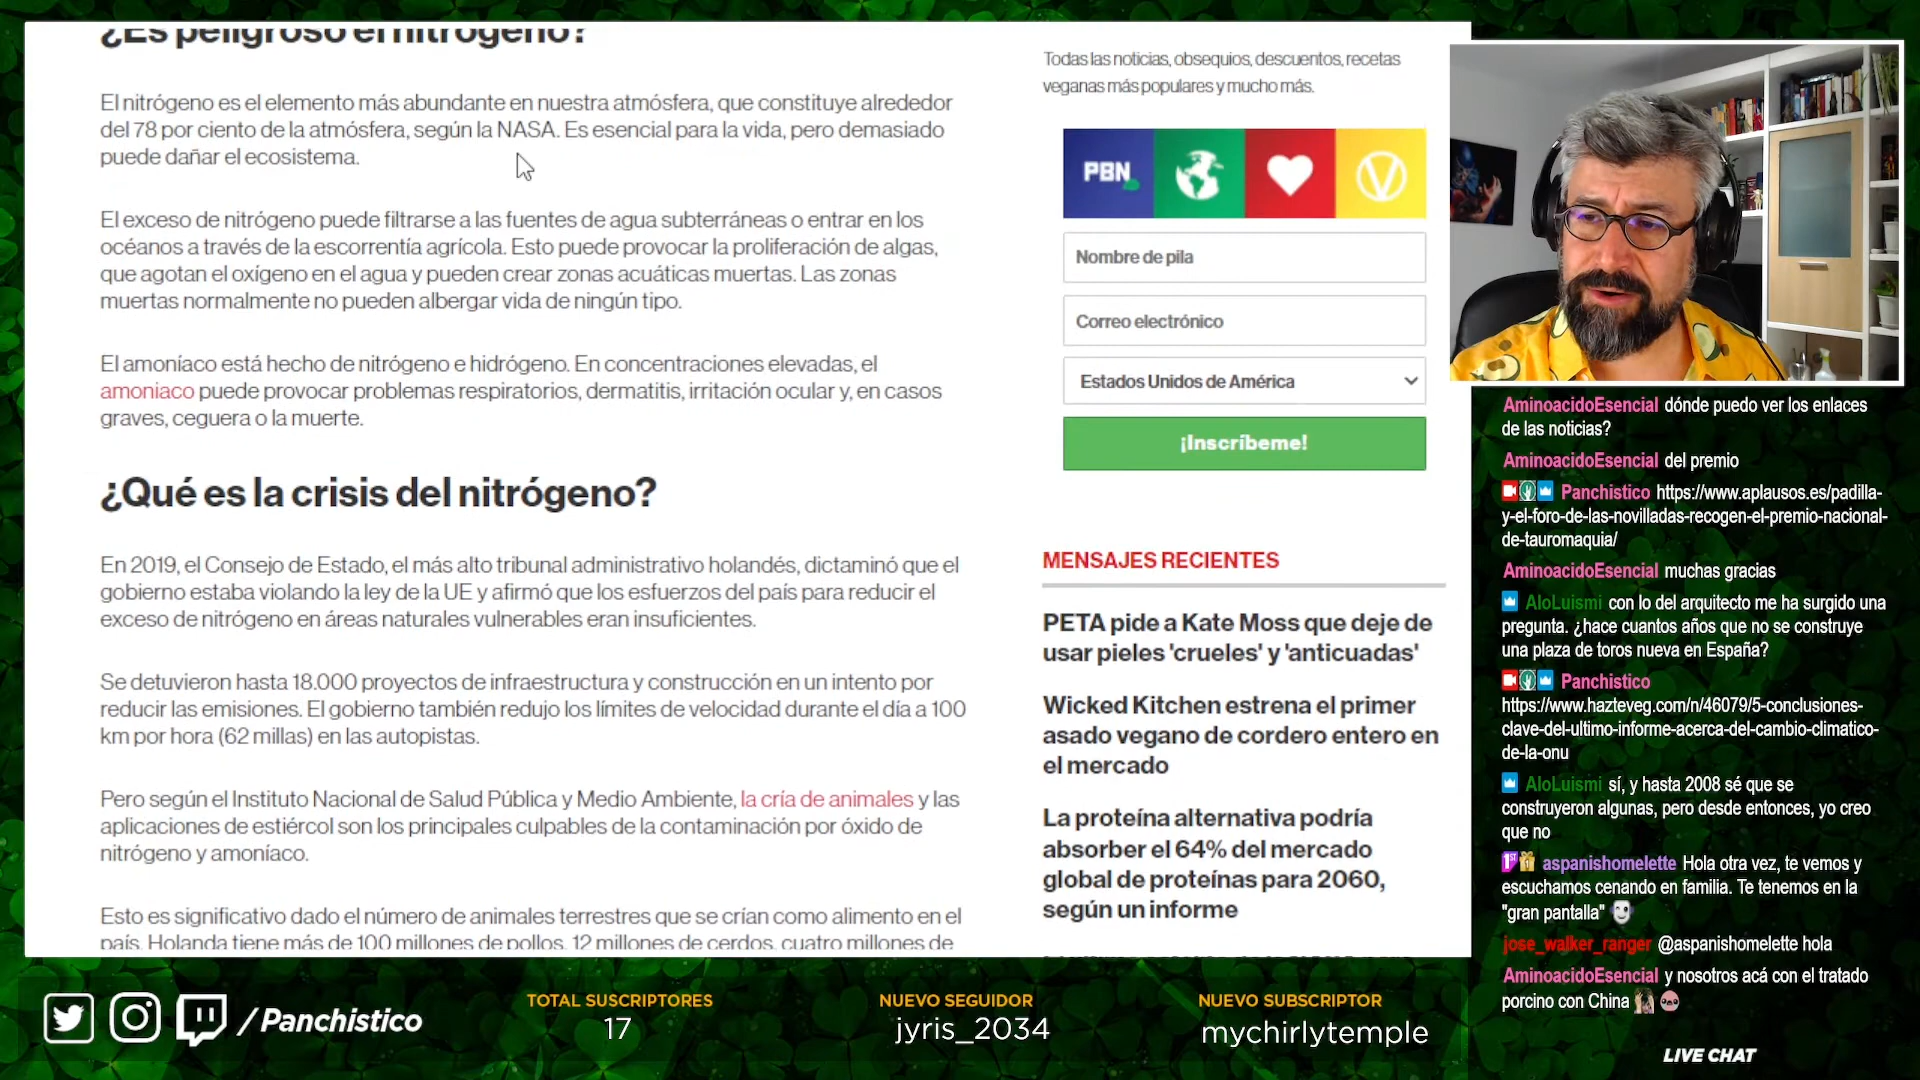 ¿Es peligroso el nitrógeno?
El nitrógeno es el elemento más abundante en nuestra atmósfera, que constituye alrededor
del 78 por ciento de la atmósfera, según la NASA. Es esencial para la vida, pero demasiado
puede dañar el ecosistema.
El exceso de nitrógeno puede filtrarse a las fuentes de agua subterráneas o entrar en los
océanos a través de la escorrentía agrícola. Esto puede provocar la proliferación de algas,
que agotan el oxígeno en el agua y pueden crear zonas acuáticas muertas. Las zonas
muertas normalmente no pueden albergar vida de ningún tipo.
El amoníaco está hecho de nitrógeno e hidrógeno. En concentraciones elevadas, el
amoniaco puede provocar problemas respiratorios, dermatitis, irritación ocular y, en casos
graves, ceguera o la muerte.
¿Qué es la crisis del nitrógeno?
En 2019, el Consejo de Estado, el más alto tribunal administrativo holandés, dictaminó que el
gobierno estaba violando la ley de la UE y afirmó que los esfuerzos del país para reducir el
exceso de nitrógeno en áreas naturales vulnerables eran insuficientes.
Se detuvieron hasta 18.000 proyectos de infraestructura y construcción en un intento por
reducir las emisiones. El gobierno también redujo los límites de velocidad durante el día a 100
km por hora (62 millas) en las autopistas.
Pero según el Instituto Nacional de Salud Pública y Medio Ambiente, la cría de animales y las
aplicaciones de estiércol son los principales culpables de la contaminación por óxido de
nitrógeno y amoníaco.
Esto es significativo dado el número de animales terrestres que se crían como alimento en el
país. Holanda tiene más de 100 millones de pollos, 12 millones de cerdos, cuatro millones de
Todas las noticias, obsequios, descuentos, recetas
veganas más populares y mucho más.
PBN
V
Nombre de pila
Correo electrónico
Estados Unidos de América
¡Inscríbeme!
MENSAJES RECIENTES
PETA pide a Kate Moss que deje de
usar pieles 'crueles' y 'anticuadas'
Wicked Kitchen estrena el primer
asado vegano de cordero entero en
el mercado
La proteína alternativa podría
absorber el 64% del mercado
global de proteínas para 2060,
según un informe
AminoacidoEsencial dónde puedo ver los enlaces
de las noticias?
AminoacidoEsencial del premio
Panchistico https://www.aplausos.es/padilla-
y-el-foro-de-las-novilladas-recogen-el-premio-nacional-
de-tauromaquia/
AminoacidoEsencial muchas gracias
AloLuismi con lo del arquitecto me ha surgido una
pregunta. ¿hace cuantos años que no se construye
una plaza de toros nueva en España?
Panchistico
https://www.hazteveg.com/n/46079/5-conclusiones-
clave-del-ultimo-informe-acerca-del-cambio-climatico-
de-la-onu
AloLuismi sí, y hasta 2008 sé que se
construyeron algunas, pero desde entonces, yo creo
que no
1ST aspanishomelette Hola otra vez, te vemos y
escuchamos cenando en familia. Te tenemos en la
"gran pantalla"
jose_walker_ranger @aspanishomelette hola
AminoacidoEsencial y nosotros acá con el tratado
porcino con China
LIVE CHAT
/Panchistico
TOTAL SUSCRIPTORES
17
NUEVO SEGUIDOR
jyris_2034
NUEVO SUBSCRIPTOR
mychirlytemple